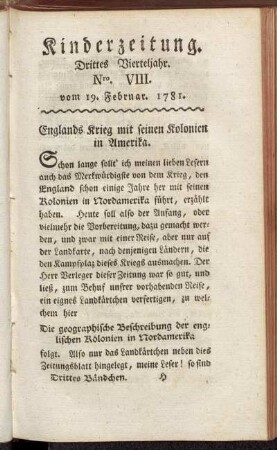 Kinderzeitung.
Drittes Vierteljahr.
Nro. VIII.
vom 19. Februar. 1781.
Englands Krieg mit seinen Kolonien
in Amerika.
Schon lange sollt' ich meinen lieben Lesern
auch das Merkwürdigste von dem Krieg, den
England schon einige Jahre her mit seinen
Kolonien in Nordamerika führt, erzählt
haben. Heute soll also der Anfang, oder
vielmehr die Vorbereitung, dazu gemacht wer-
den, und zwar mit einer Reise, aber nur auf
der Landkarte, nach denjenigen Ländern, die
den Kampfplaz dieses Kriegs ausmachen. Der
Herr Verleger dieser Zeitung war so gut, und
ließ, zum Behuf unsrer vorhabenden Reise,
ein eignes Landkärtchen verfertigen, zu wel-
chem hier
Die geographische Beschreibung der eng-
lischen Kolonien in Nordamerika
folgt. Also nur das Landkärtchen neben dies
Zeitungsblatt hingelegt, meine Leser! so sind
Drittes Bändchen. H